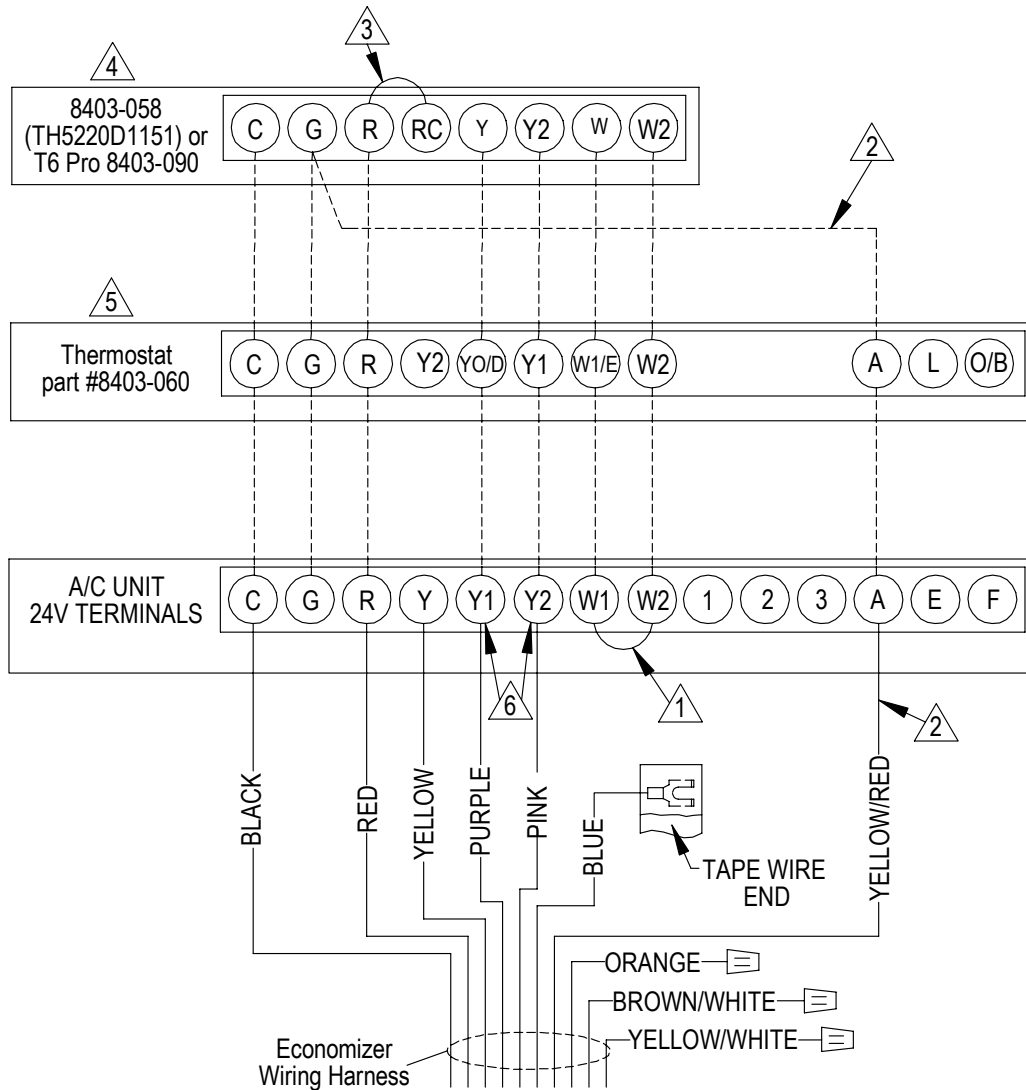 3
4
8403-058
(TH5220D1151) or
T6 Pro 8403-090
C G R RC Y Y2 W W2
2
5
Thermostat
part #8403-060
C G R Y2 YO/D Y1 W1/E W2 A L O/B
A/C UNIT
24V TERMINALS
C G R Y Y1 Y2 W1 W2 1 2 3 A E F
6
1
2
BLACK
RED
YELLOW
PURPLE
PINK
BLUE
YELLOW/RED
TAPE WIRE
END
ORANGE
BROWN/WHITE
YELLOW/WHITE
Economizer
Wiring Harness